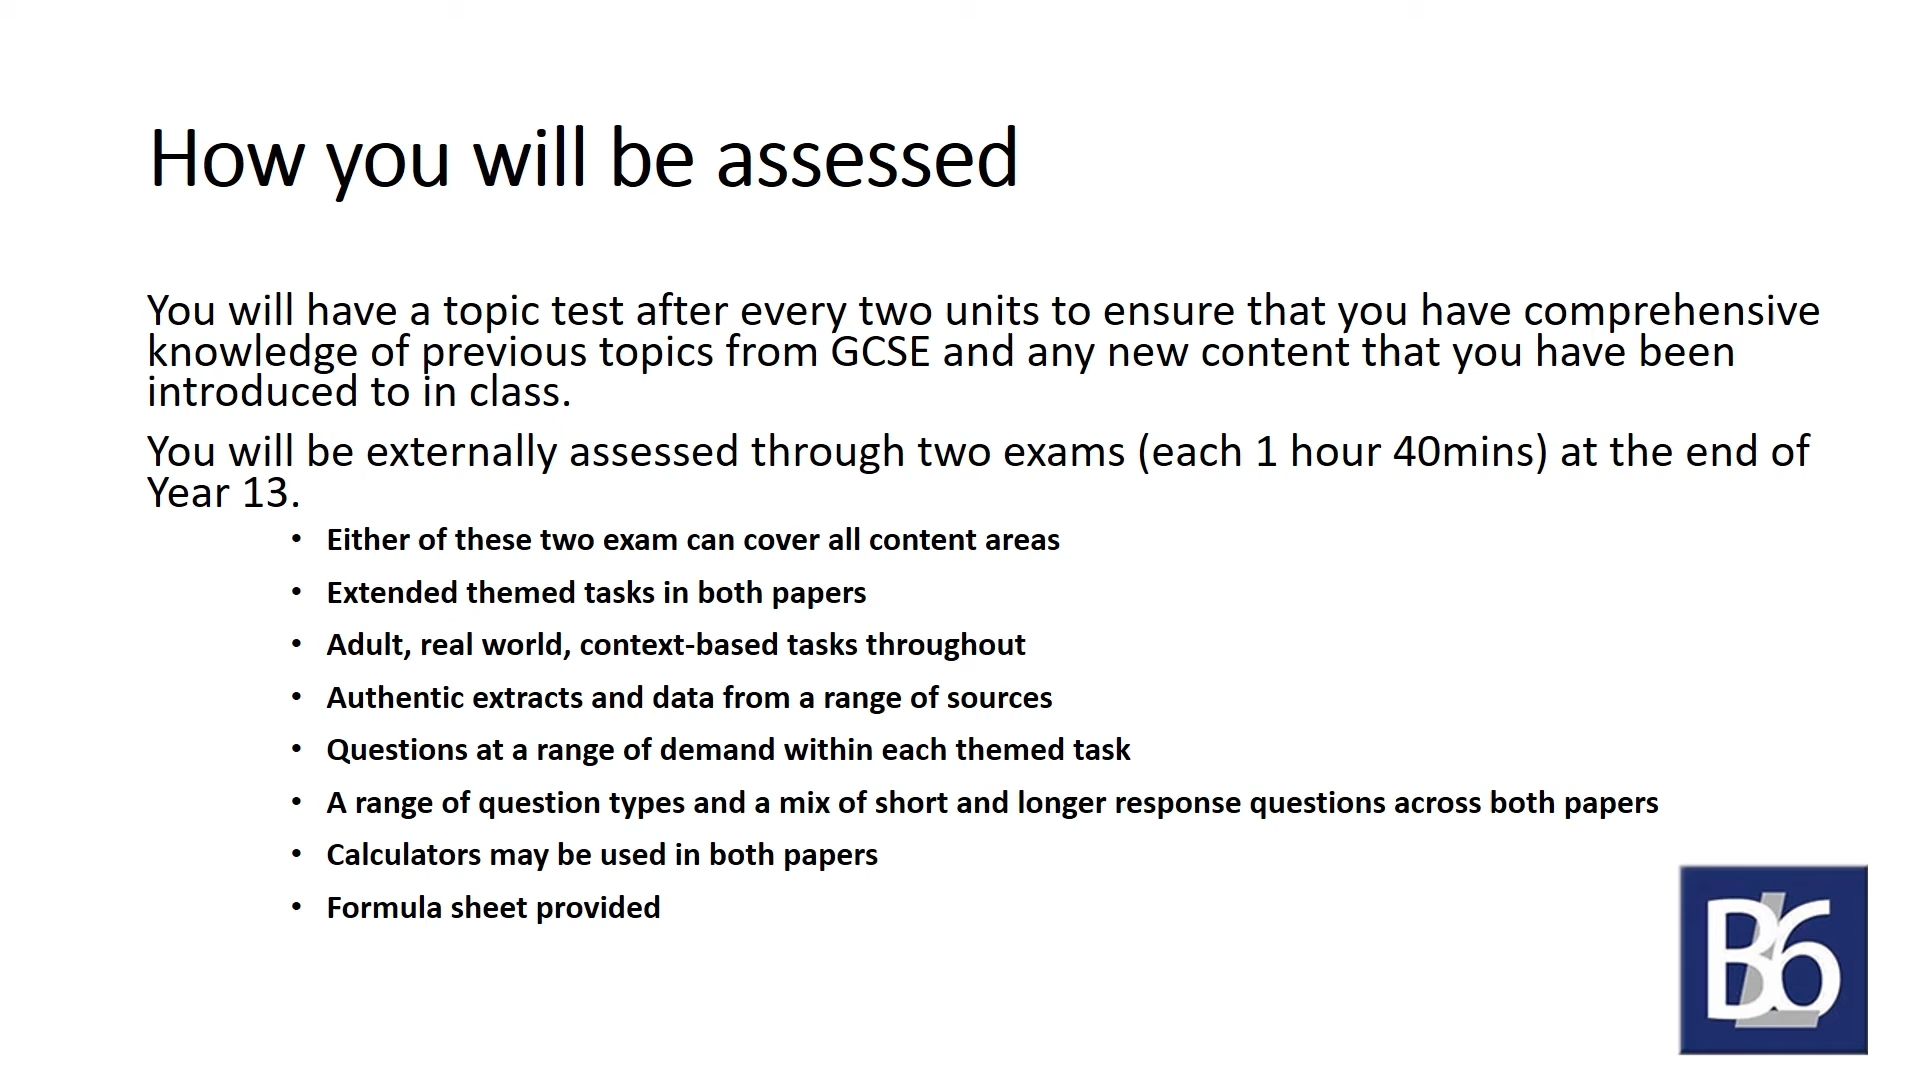 How you will be assessed
You will have a topic test after every two units to ensure that you have comprehensive
knowledge of previous topics from GCSE and any new content that you have been
introduced to in class.
You will be externally assessed through two exams (each 1 hour 40mins) at the end of
Year 13.
• Either of these two exam can cover all content areas
• Extended themed tasks in both papers
• Adult, real world, context-based tasks throughout
• Authentic extracts and data from a range of sources
• Questions at a range of demand within each themed task
• A range of question types and a mix of short and longer response questions across both papers
• Calculators may be used in both papers
• Formula sheet provided
BL6